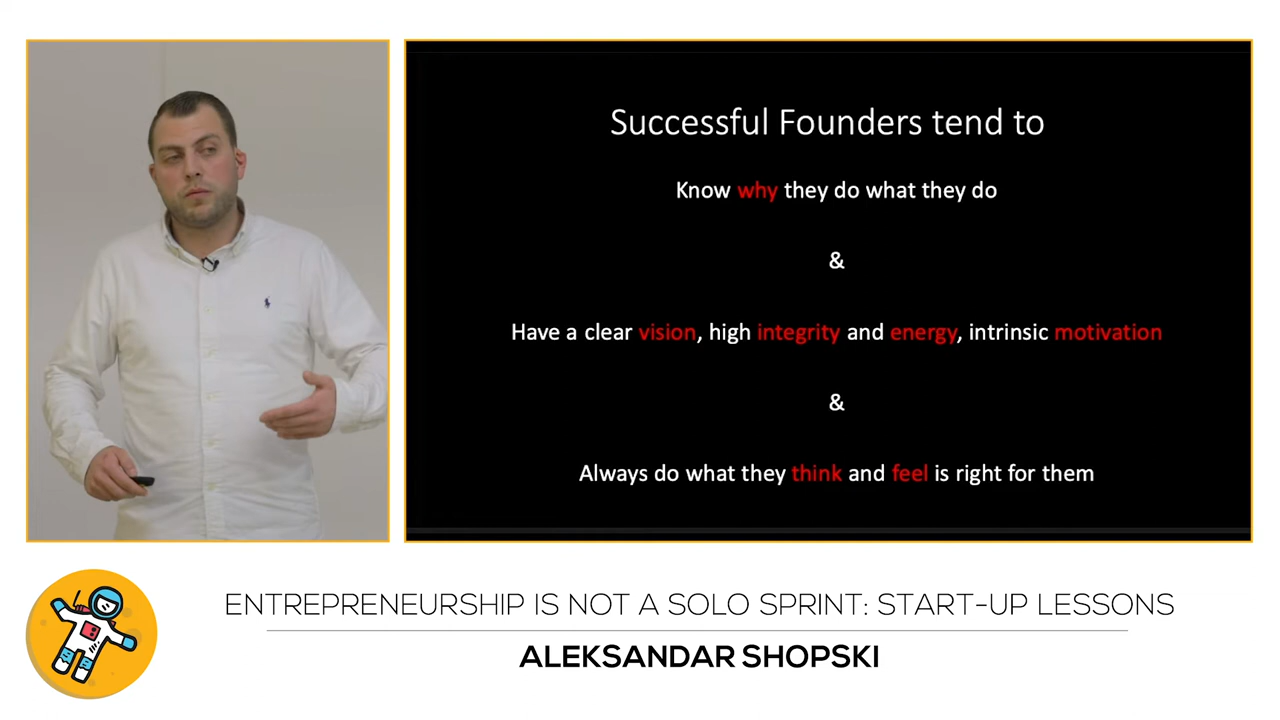 Successful Founders tend to
Know why they do what they do
&
Have a clear vision, high integrity and energy, intrinsic motivation
&
Always do what they think and feel is right for them
ENTREPRENEURSHIP IS NOT A SOLO SPRINT: START-UP LESSONS
ALEKSANDAR SHOPSKI